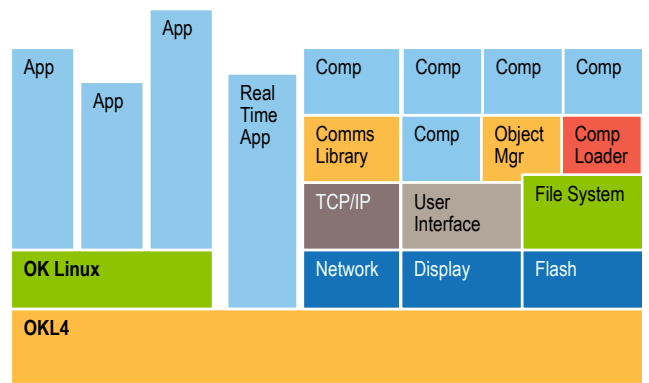 App
App
App
Real
Time
App
Comp
Comp
Comp
Comp
Comms
Library
Comp
Object
Mgr
Comp
Loader
TCP/IP
User
Interface
File System
OK Linux
Network
Display
Flash
OKL4